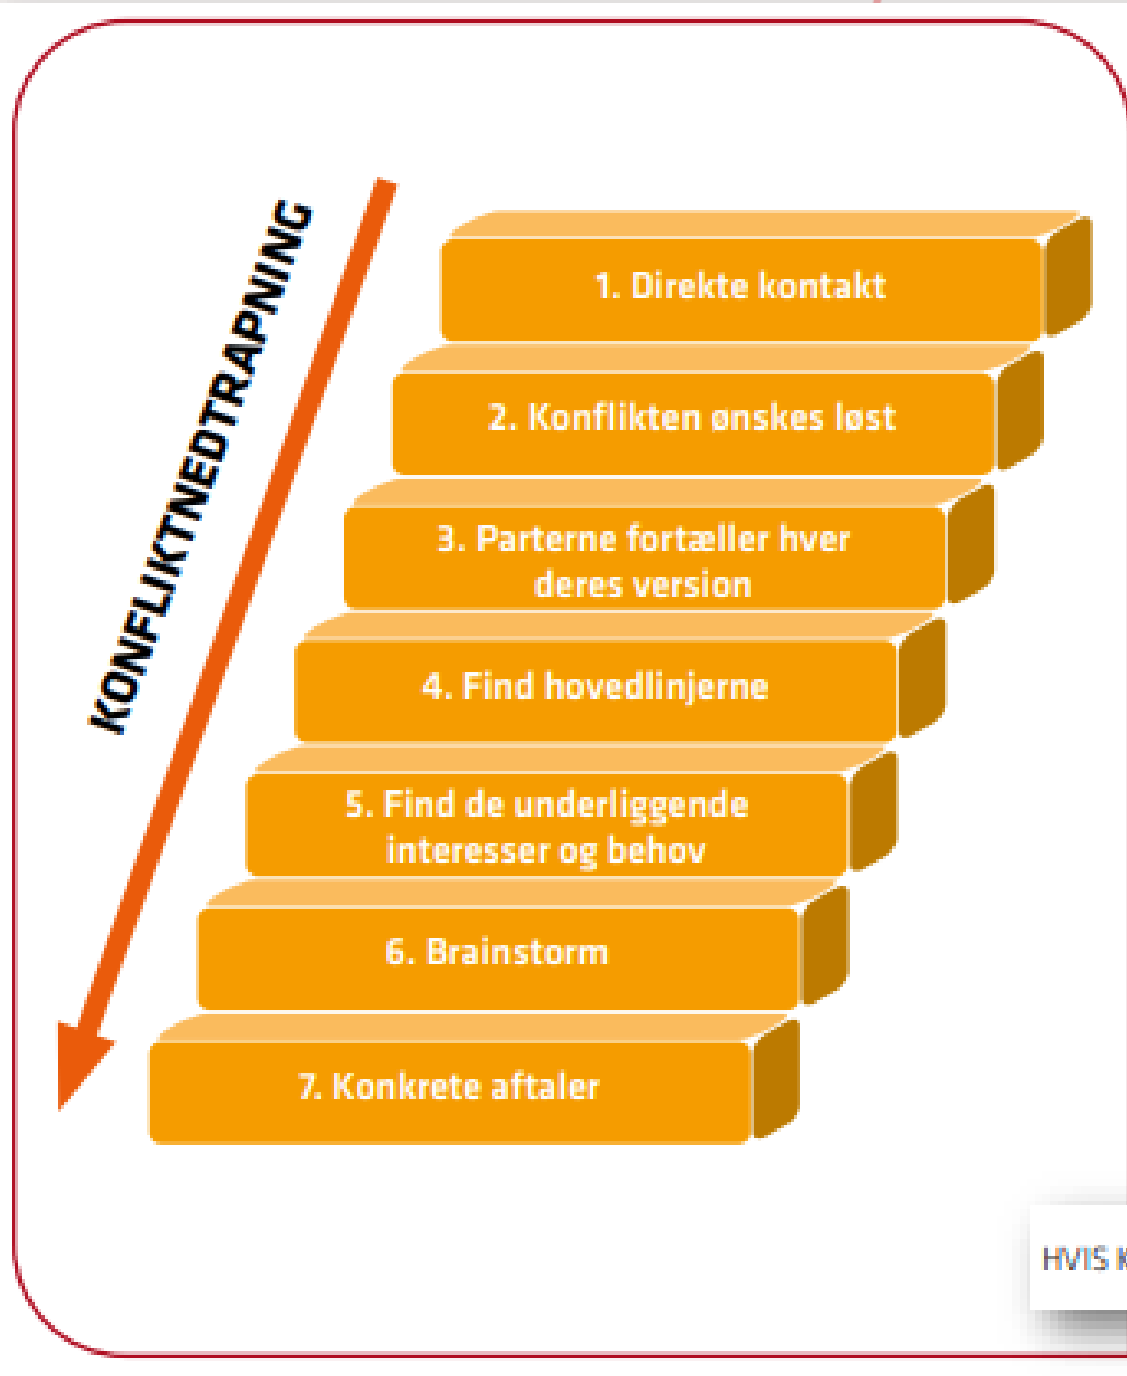 KONFLIKTNEDTRAPNING
1. Direkte kontakt
2. Konflikten ønskes løst
3. Parterne fortæller hver
deres version
4. Find hovedlinjerne
5. Find de underliggende
interesser og behov
6. Brainstorm
7. Konkrete aftaler
HVIS K